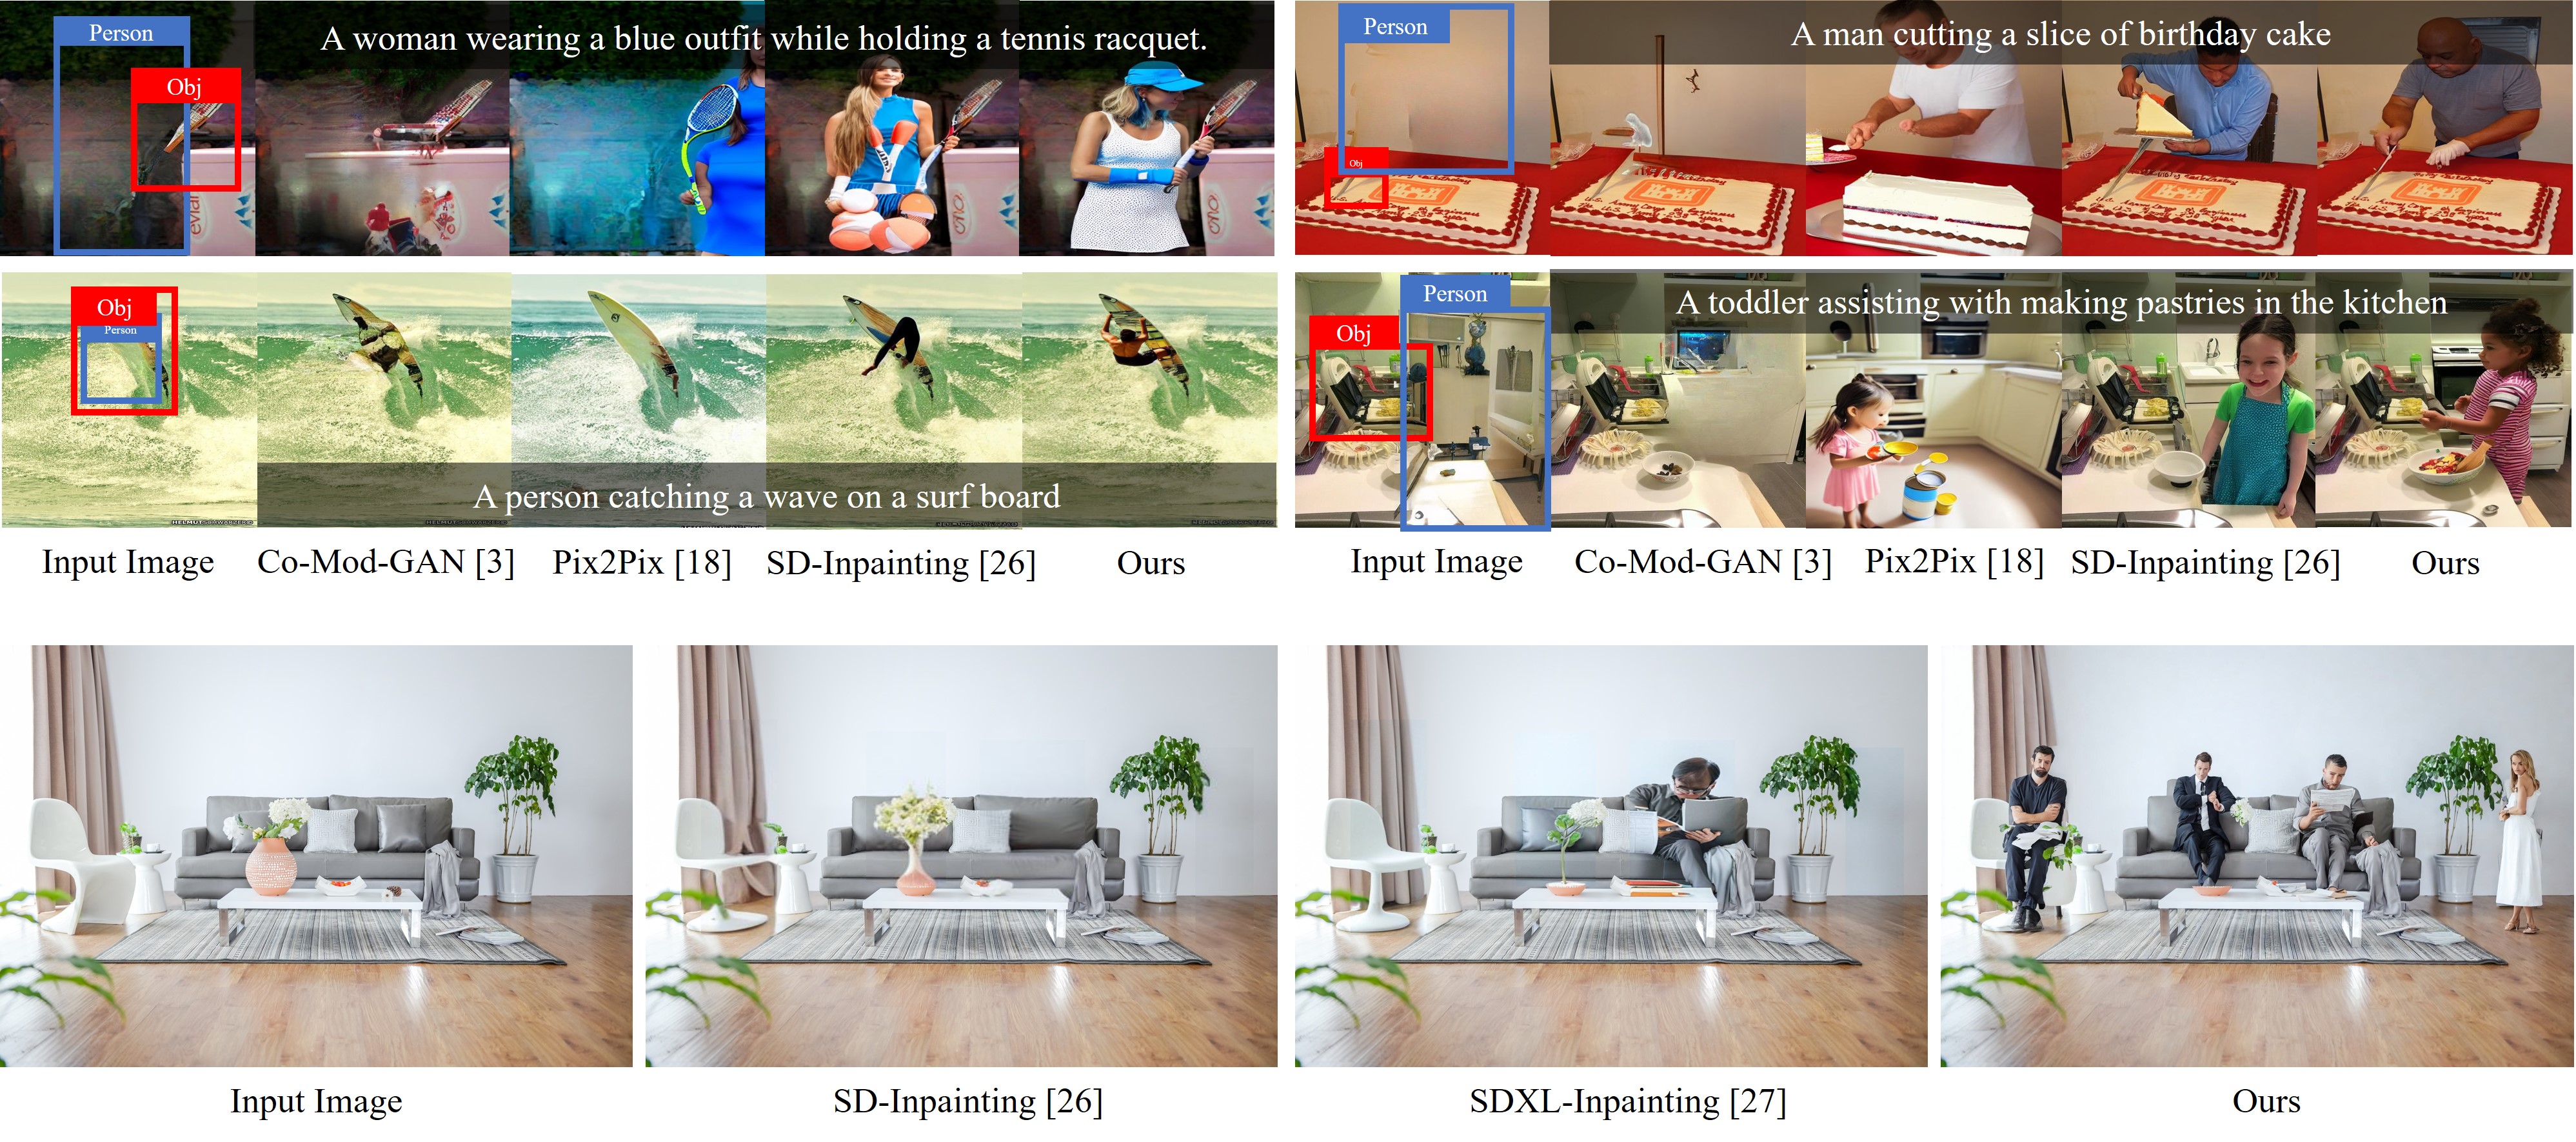 Person
Obj
A woman wearing a blue outfit while holding a tennis racquet.
evian
Person
Obj
A man cutting a slice of birthday cake
Obj
Person
A person catching a wave on a surf board
Person
Obj
A toddler assisting with making pastries in the kitchen
Input Image
Co-Mod-GAN [3]
Pix2Pix [18]
SD-Inpainting [26]
Ours
Input Image
Co-Mod-GAN [3]
Pix2Pix [18]
SD-Inpainting [26]
Ours
Input Image
SD-Inpainting [26]
SDXL-Inpainting [27]
Ours